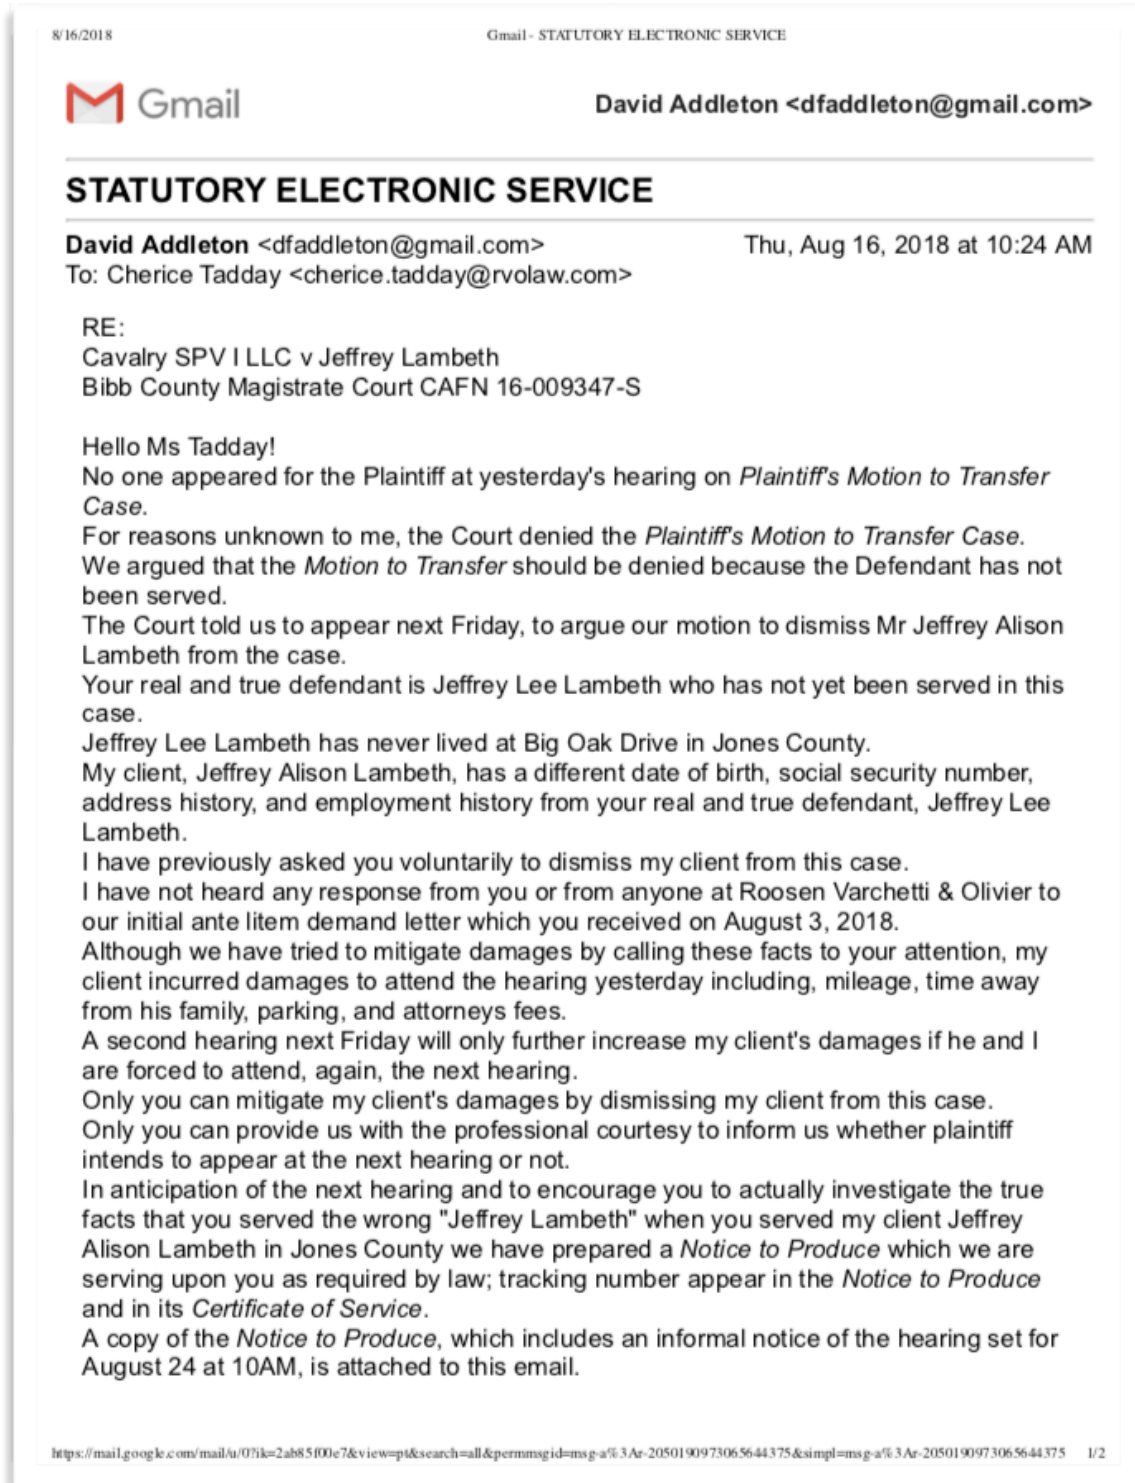 8/16/2018 Gmail - STATUTORY ELECTRONIC SERVICE
Gmail David Addleton <dfaddleton@gmail.com>
STATUTORY ELECTRONIC SERVICE
David Addleton <dfaddleton@gmail.com> Thu, Aug 16, 2018 at 10:24 AM
To: Cherice Tadday <cherice.tadday@rvolaw.com>
RE:
Cavalry SPV I LLC v Jeffrey Lambeth
Bibb County Magistrate Court CAFN 16-009347-S
Hello Ms Tadday!
No one appeared for the Plaintiff at yesterday's hearing on Plaintiff's Motion to Transfer
Case.
For reasons unknown to me, the Court denied the Plaintiff's Motion to Transfer Case.
We argued that the Motion to Transfer should be denied because the Defendant has not
been served.
The Court told us to appear next Friday, to argue our motion to dismiss Mr Jeffrey Alison
Lambeth from the case.
Your real and true defendant is Jeffrey Lee Lambeth who has not yet been served in this
case.
Jeffrey Lee Lambeth has never lived at Big Oak Drive in Jones County.
My client, Jeffrey Alison Lambeth, has a different date of birth, social security number,
address history, and employment history from your real and true defendant, Jeffrey Lee
Lambeth.
I have previously asked you voluntarily to dismiss my client from this case.
I have not heard any response from you or from anyone at Roosen Varchetti & Olivier to
our initial ante litem demand letter which you received on August 3, 2018.
Although we have tried to mitigate damages by calling these facts to your attention, my
client incurred damages to attend the hearing yesterday including, mileage, time away
from his family, parking, and attorneys fees.
A second hearing next Friday will only further increase my client's damages if he and I
are forced to attend, again, the next hearing.
Only you can mitigate my client's damages by dismissing my client from this case.
Only you can provide us with the professional courtesy to inform us whether plaintiff
intends to appear at the next hearing or not.
In anticipation of the next hearing and to encourage you to actually investigate the true
facts that you served the wrong "Jeffrey Lambeth" when you served my client Jeffrey
Alison Lambeth in Jones County we have prepared a Notice to Produce which we are
serving upon you as required by law; tracking number appear in the Notice to Produce
and in its Certificate of Service.
A copy of the Notice to Produce, which includes an informal notice of the hearing set for
August 24 at 10AM, is attached to this email.
https://mail.google.com/mail/u/0?ik=2ab85f00e7&view=pt&search=all&permmsgid=msg-a%3Ar-2050190973065644375&simpl=msg-a%3Ar-2050190973065644375 1/2